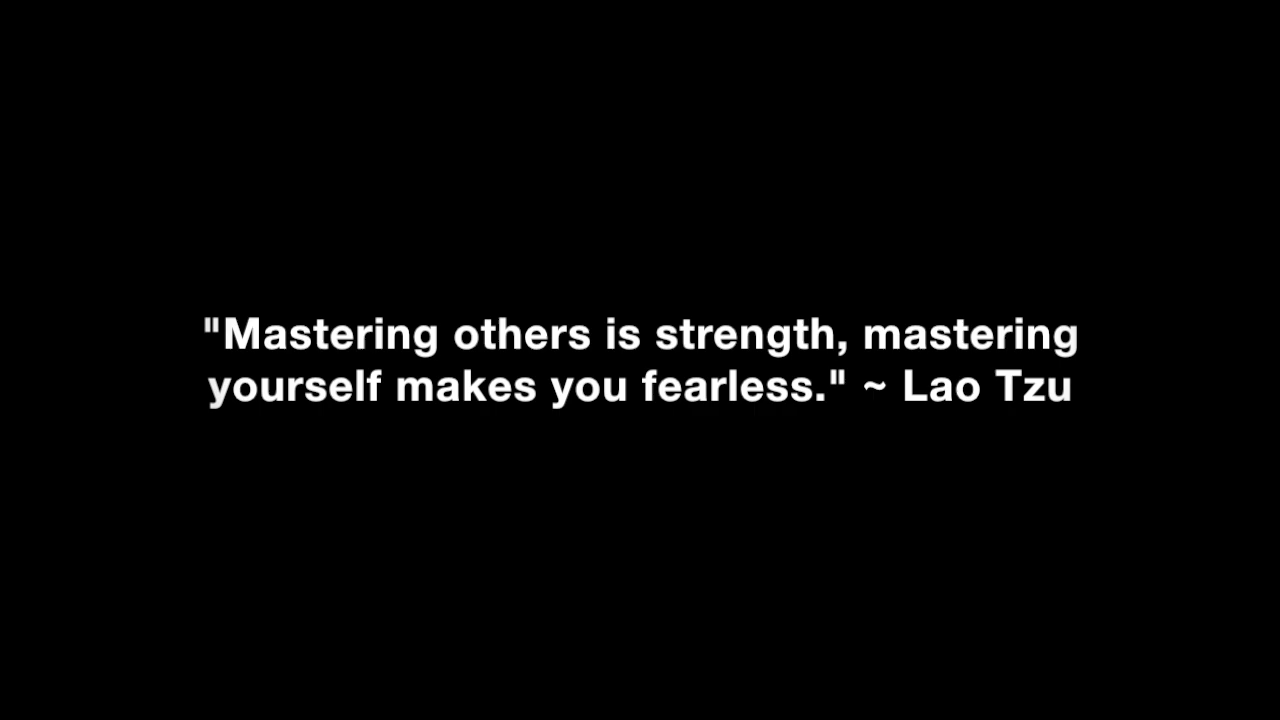 "Mastering others is strength, mastering
yourself makes you fearless." ~ Lao Tzu